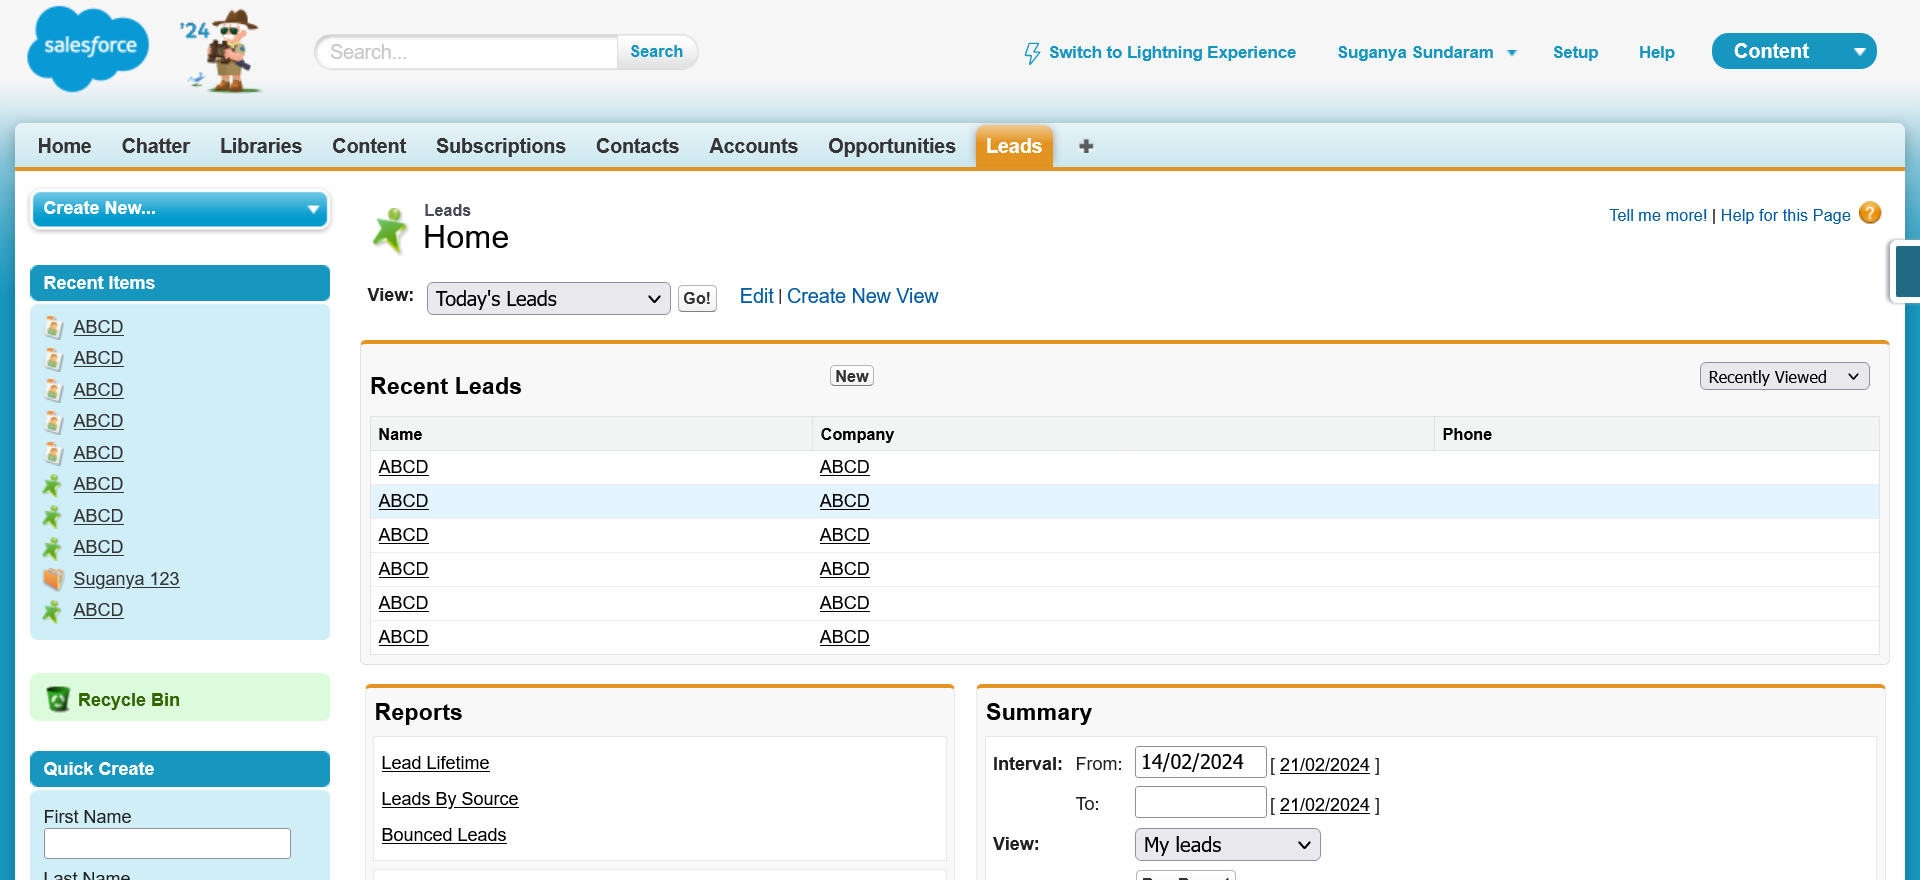 salesforce
'24
Search...
Search
Switch to Lightning Experience
Suganya Sundaram
Setup
Help
Content
Home Chatter Libraries Content Subscriptions Contacts Accounts Opportunities Leads
Create New...
Leads
Home
Tell me more! | Help for this Page ?
Recent Items
ABCD
ABCD
ABCD
ABCD
ABCD
ABCD
ABCD
ABCD
Suganya 123
ABCD
Recycle Bin
Quick Create
First Name
Last Name
View: Today's Leads Go! Edit | Create New View
Recent Leads New Recently Viewed
Name Company Phone
ABCD ABCD
ABCD ABCD
ABCD ABCD
ABCD ABCD
ABCD ABCD
ABCD ABCD
Reports
Lead Lifetime
Leads By Source
Bounced Leads
Summary
Interval: From: 14/02/2024 [ 21/02/2024 ]
To: [ 21/02/2024 ]
View: My leads